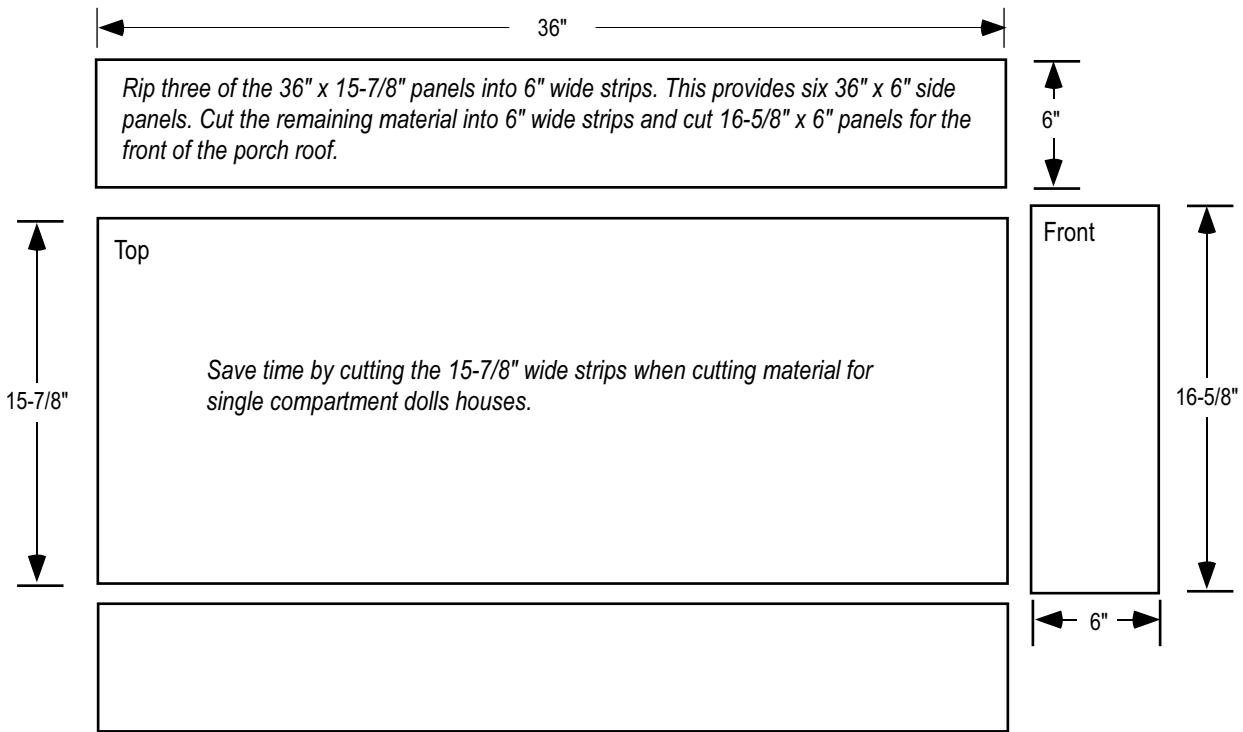 36"
Rip three of the 36" x 15-7/8" panels into 6" wide strips. This provides six 36" x 6" side
panels. Cut the remaining material into 6" wide strips and cut 16-5/8" x 6" panels for the
front of the porch roof.
6"
Top
Front
Save time by cutting the 15-7/8" wide strips when cutting material for
single compartment dolls houses.
15-7/8"
16-5/8"
6"